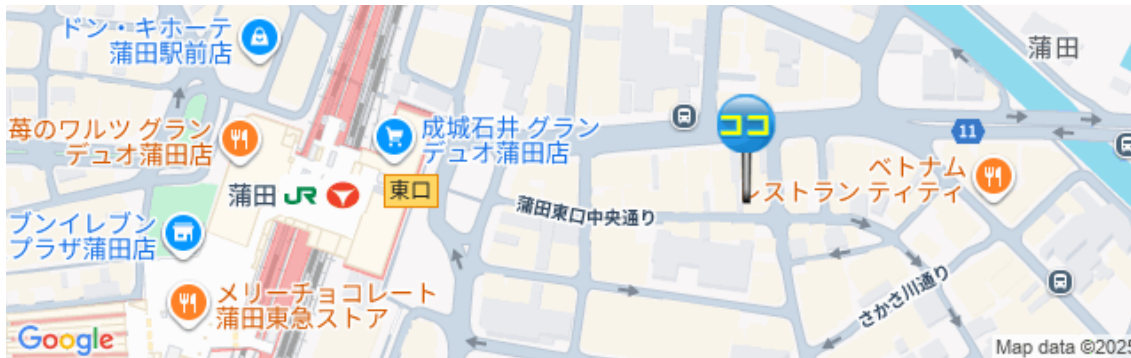 ドン・キホーテ
蒲田駅前店
蒲田
苺のワルツ グラン
デュオ蒲田店
成城石井 グラン
デュオ蒲田店
ココ
11
蒲田 JR
東口
ベトナム
レストラン ティティ
蒲田東口中央通り
ブンイレブン
プラザ蒲田店
さかさ川通り
メリーチョコレート
蒲田東急ストア
Google
Map data ©2025